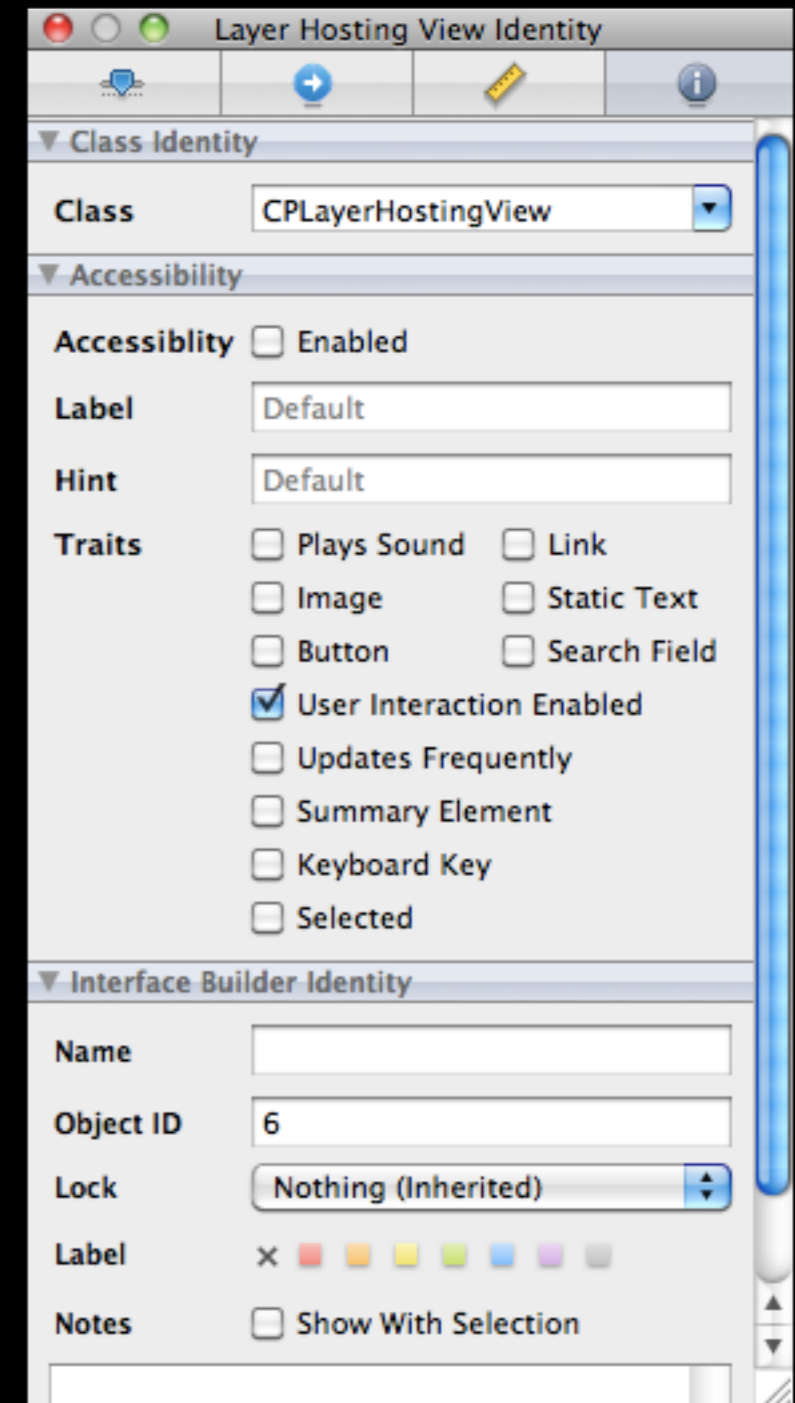 Layer Hosting View Identity
Class Identity
Class CPLayerHostingView
Accessibility
Accessiblity Enabled
Label Default
Hint Default
Traits Plays Sound Link
Image Static Text
Button Search Field
User Interaction Enabled
Updates Frequently
Summary Element
Keyboard Key
Selected
Interface Builder Identity
Name
Object ID 6
Lock Nothing (Inherited)
Label
Notes Show With Selection